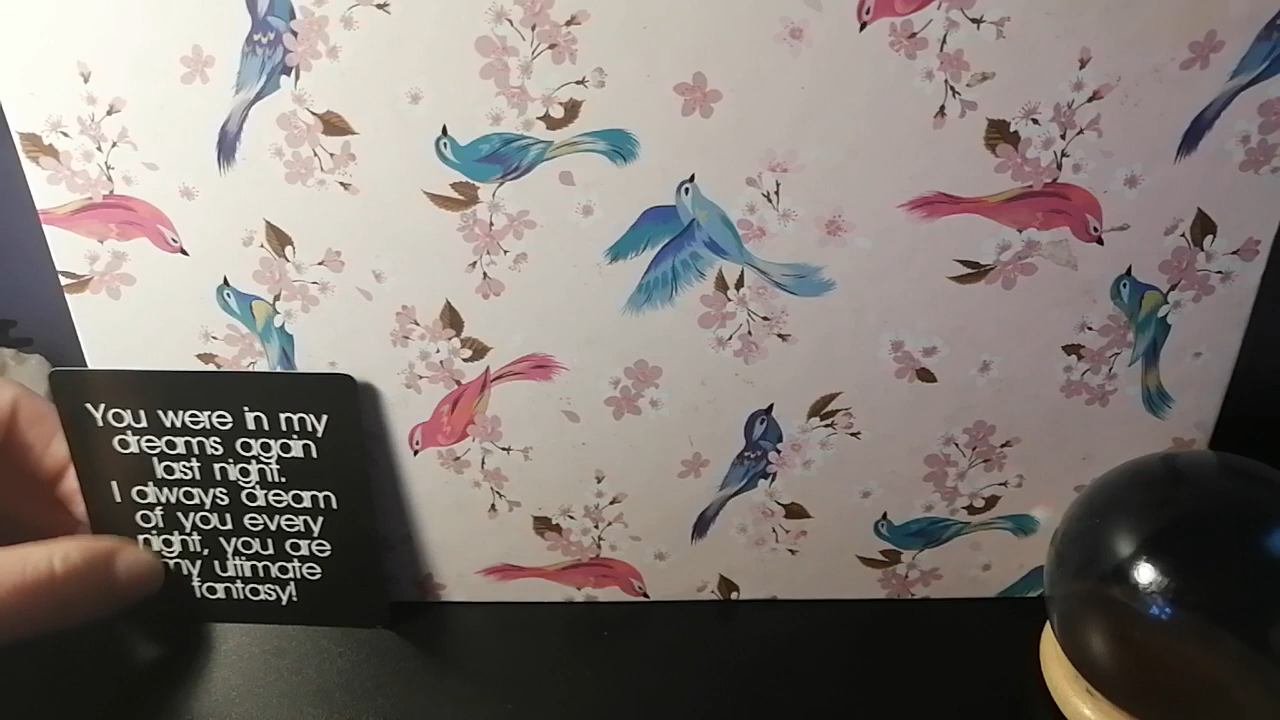 You were in my
dreams again
last night.
I always dream
of you every
night, you are
my ultimate
fantasy!